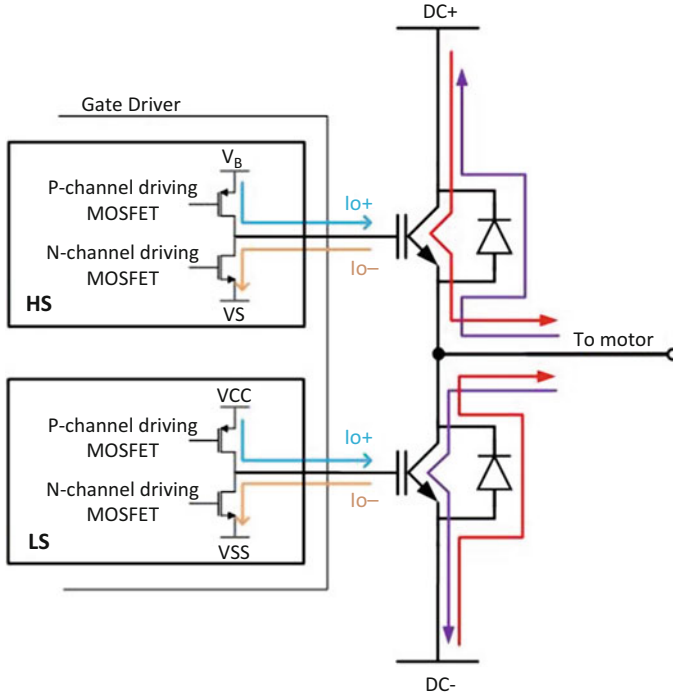 DC+
Gate Driver
V_B
P-channel driving
MOSFET
Io+
N-channel driving
MOSFET
Io–
HS
VS
To motor
VCC
P-channel driving
MOSFET
Io+
N-channel driving
MOSFET
Io–
LS
VSS
DC-